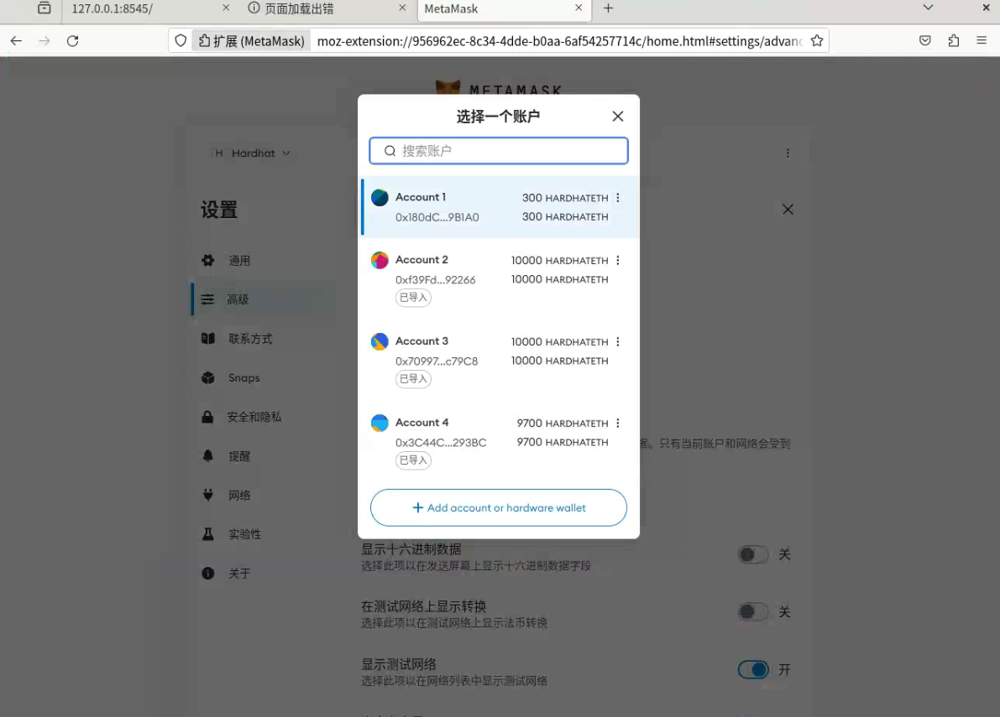 127.0.0.1:8545/
页面加载出错
MetaMask
扩展 (MetaMask)
moz-extension://956962ec-8c34-4dde-b0aa-6af54257714c/home.html#settings/advanc
METAMASK
选择一个账户
搜索账户
H Hardhat
设置
通用
高级
联系方式
Snaps
安全和隐私
提醒
网络
实验性
关于
Account 1
300 HARDHATETH
0x180dC...9B1A0
300 HARDHATETH
Account 2
10000 HARDHATETH
0xf39Fd...92266
10000 HARDHATETH
已导入
Account 3
10000 HARDHATETH
0x70997...c79C8
10000 HARDHATETH
已导入
Account 4
9700 HARDHATETH
0x3C44C...293BC
9700 HARDHATETH
已导入
据。只有当前账户和网络会受到
+ Add account or hardware wallet
显示十六进制数据
选择此项以在发送屏幕上显示十六进制数据字段
关
在测试网络上显示转换
选择此项以在测试网络上显示法币转换
关
显示测试网络
选择此项以在网络列表中显示测试网络
开